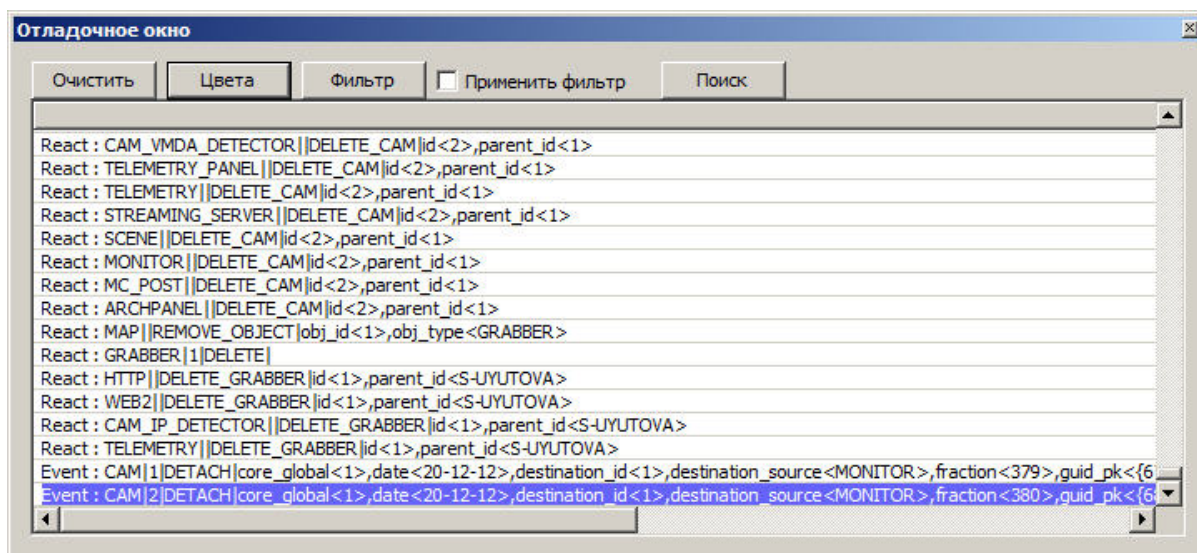 Отладочное окно
Очистить Цвета Фильтр Применить фильтр Поиск
React : CAM_VMDA_DETECTOR||DELETE_CAM|id<2>,parent_id<1>
React : TELEMETRY_PANEL||DELETE_CAM|id<2>,parent_id<1>
React : TELEMETRY||DELETE_CAM|id<2>,parent_id<1>
React : STREAMING_SERVER||DELETE_CAM|id<2>,parent_id<1>
React : SCENE||DELETE_CAM|id<2>,parent_id<1>
React : MONITOR||DELETE_CAM|id<2>,parent_id<1>
React : MC_POST||DELETE_CAM|id<2>,parent_id<1>
React : ARCHPANEL||DELETE_CAM|id<2>,parent_id<1>
React : MAP||REMOVE_OBJECT|obj_id<1>,obj_type<GRABBER>
React : GRABBER|1|DELETE|
React : HTTP||DELETE_GRABBER|id<1>,parent_id<S-UYUTOVA>
React : WEB2||DELETE_GRABBER|id<1>,parent_id<S-UYUTOVA>
React : CAM_IP_DETECTOR||DELETE_GRABBER|id<1>,parent_id<S-UYUTOVA>
React : TELEMETRY||DELETE_GRABBER|id<1>,parent_id<S-UYUTOVA>
Event : CAM|1|DETACH|core_global<1>,date<20-12-12>,destination_id<1>,destination_source<MONITOR>,fraction<379>,guid_pk<{6
Event : CAM|2|DETACH|core_global<1>,date<20-12-12>,destination_id<1>,destination_source<MONITOR>,fraction<380>,guid_pk<{6